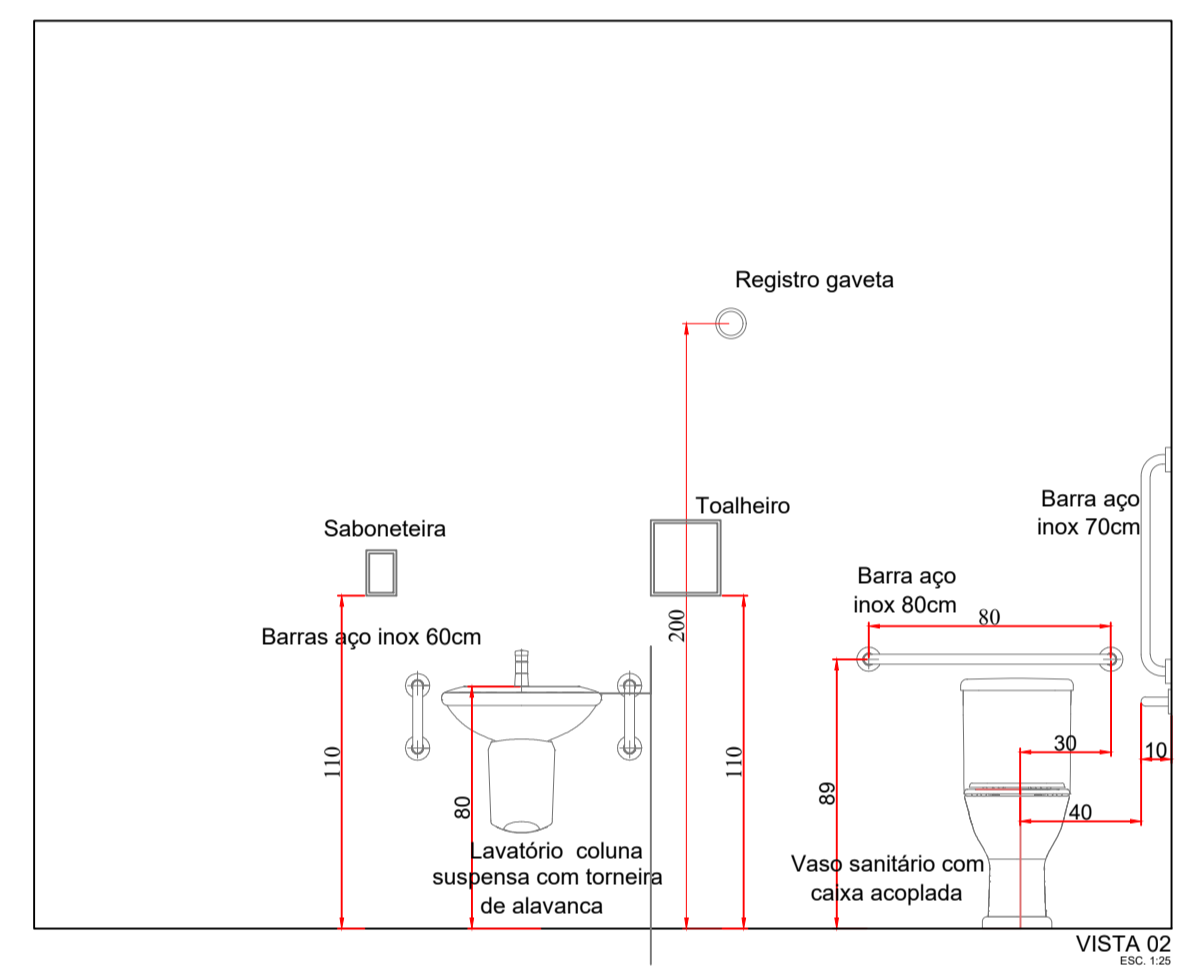 Registro gaveta
Toalheiro
Saboneteira
Barra aço
inox 70cm
Barra aço
inox 80cm
80
200
Barras aço inox 60cm
110
80
110
89
30
10
40
Lavatório coluna
suspensa com torneira
de alavanca
Vaso sanitário com
caixa acoplada
VISTA 02
ESC. 1:25